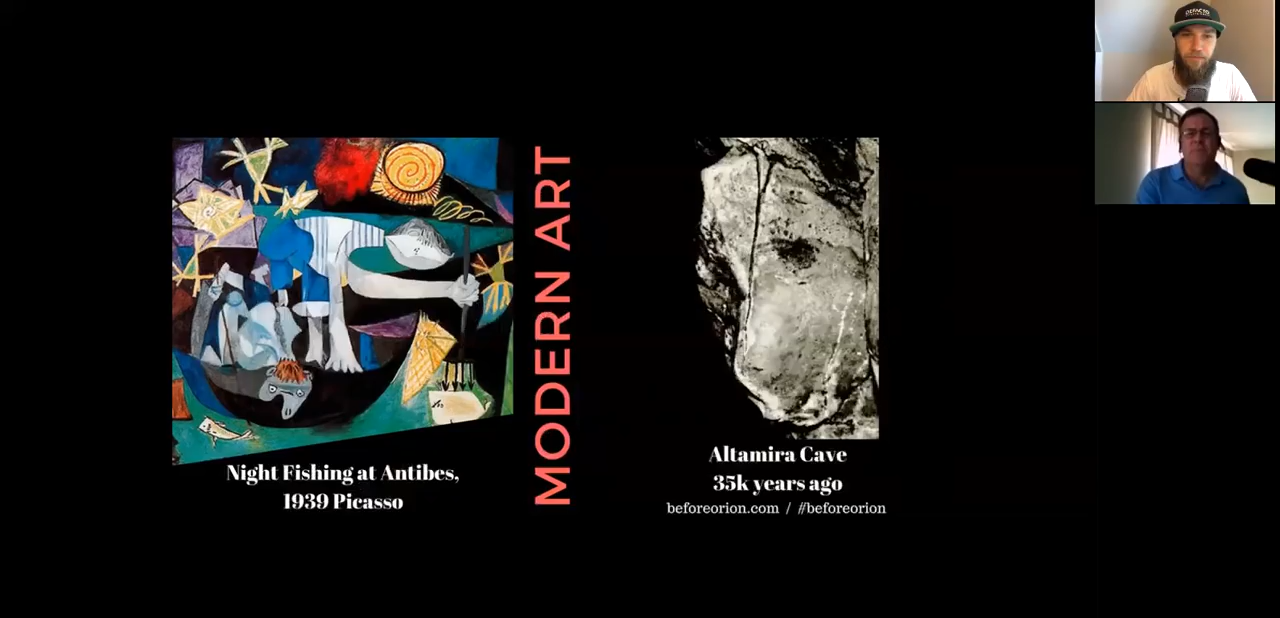 MODERN ART
Night Fishing at Antibes,
1939 Picasso
Altamira Cave
35k years ago
beforeorion.com / #beforeorion